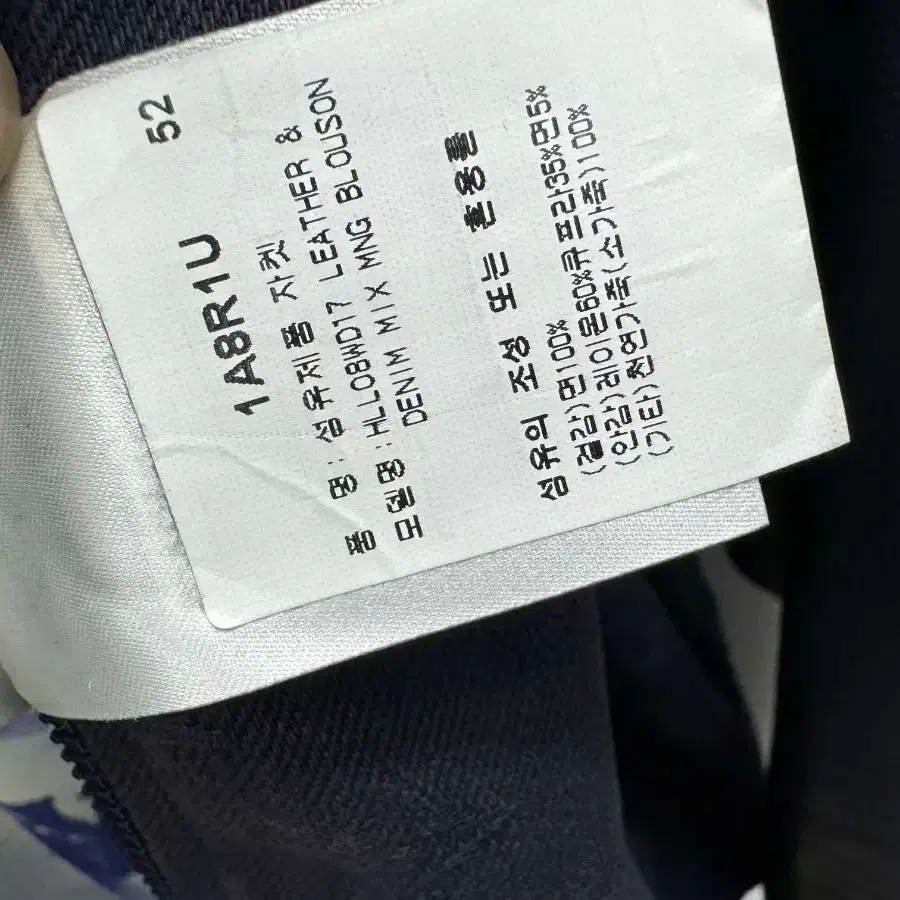 52
1A8R1U
품 명 : 섬유제품 자켓
모델명 : HLL08WD17 LEATHER &
DENIM MIX MNG BLOUSON
섬유의 조성 또는 혼용률
(겉감)면100%
(안감)레이온60%큐프라35%면5%
(기타)천연가죽(소가죽)100%